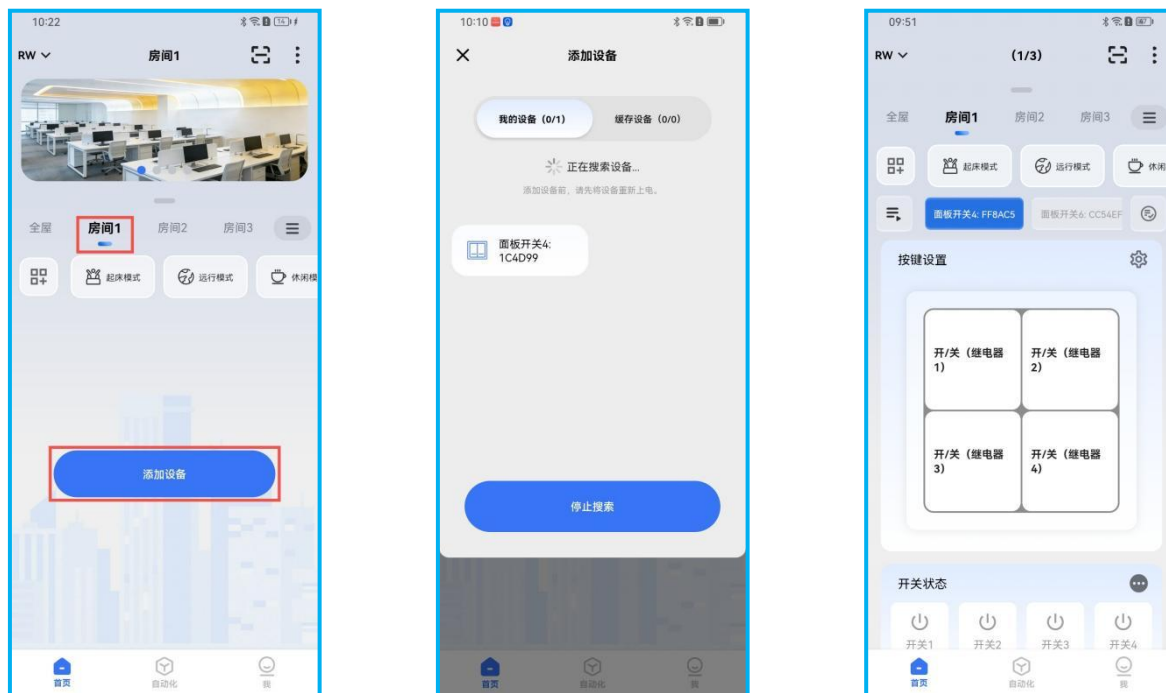 10:22
14
RW
房间1
全屋
房间1
房间2
房间3
起床模式
远行模式
休闲模
添加设备
首页
自动化
我
10:10
添加设备
我的设备（0/1）
缓存设备（0/0）
正在搜索设备...
添加设备前，请先将设备重新上电。
面板开关4:
1C4D99
停止搜索
首页
自动化
我
09:51
87
RW
(1/3)
全屋
房间1
房间2
房间3
起床模式
远行模式
休闲
面板开关4: FF8AC5
面板开关6: CC54EF
按键设置
开/关（继电器
1)
开/关（继电器
2)
开/关（继电器
3)
开/关（继电器
4)
开关状态
开关1
开关2
开关3
开关4
首页
自动化
我